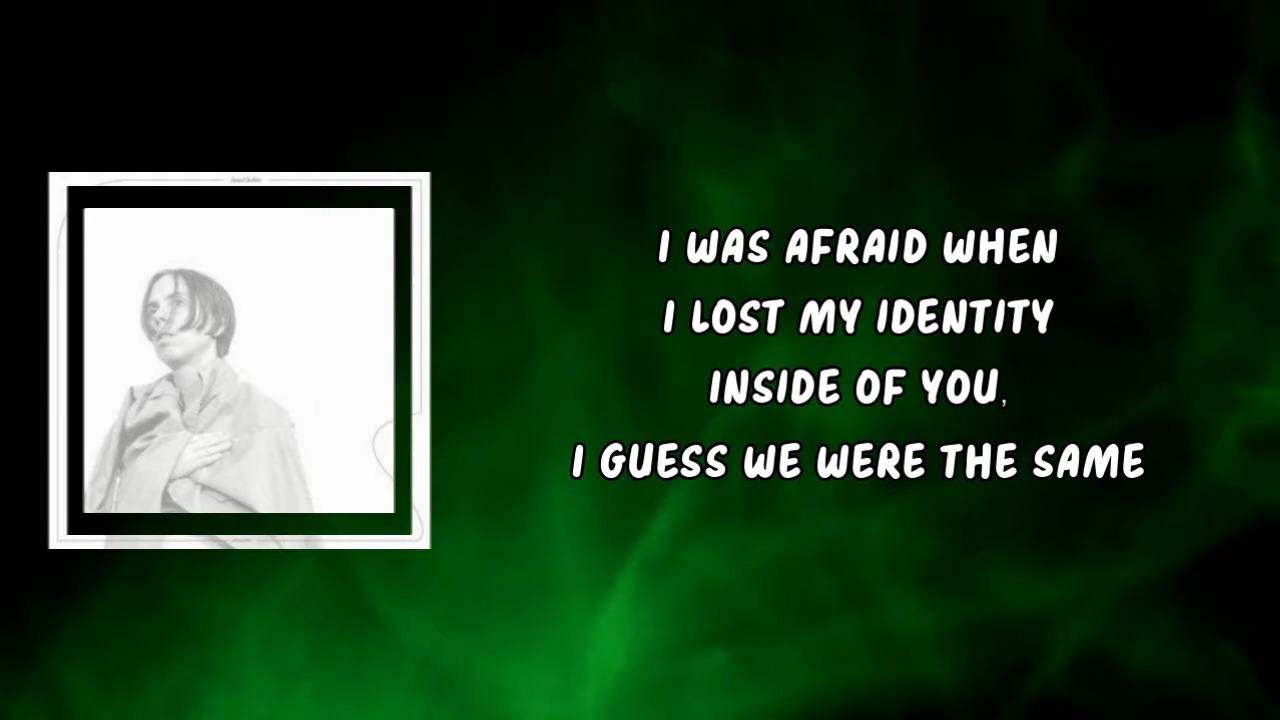 I WAS AFRAID WHEN
I LOST MY IDENTITY
INSIDE OF YOU,
I GUESS WE WERE THE SAME